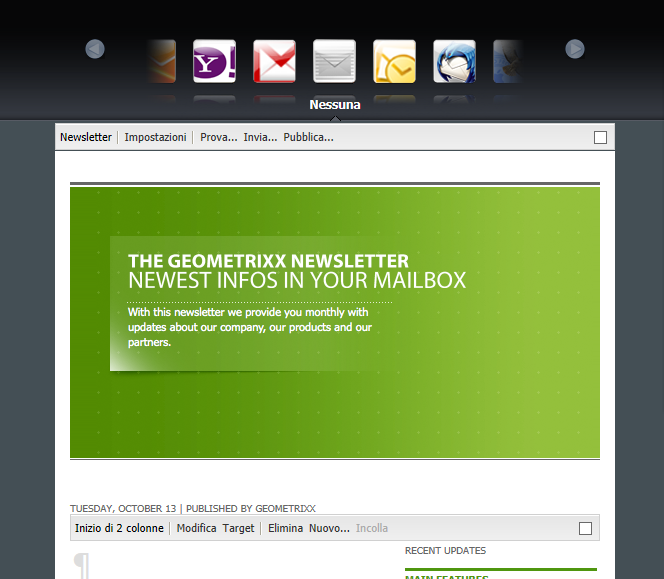 Nessuna
Newsletter Impostazioni Prova... Invia... Pubblica...
THE GEOMETRIXX NEWSLETTER
NEWEST INFOS IN YOUR MAILBOX
With this newsletter we provide you monthly with
updates about our company, our products and our
partners.
TUESDAY, OCTOBER 13 | PUBLISHED BY GEOMETRIXX
Inizio di 2 colonne Modifica Target Elimina Nuovo... Incolla
¶
RECENT UPDATES
MAIN FEATURES